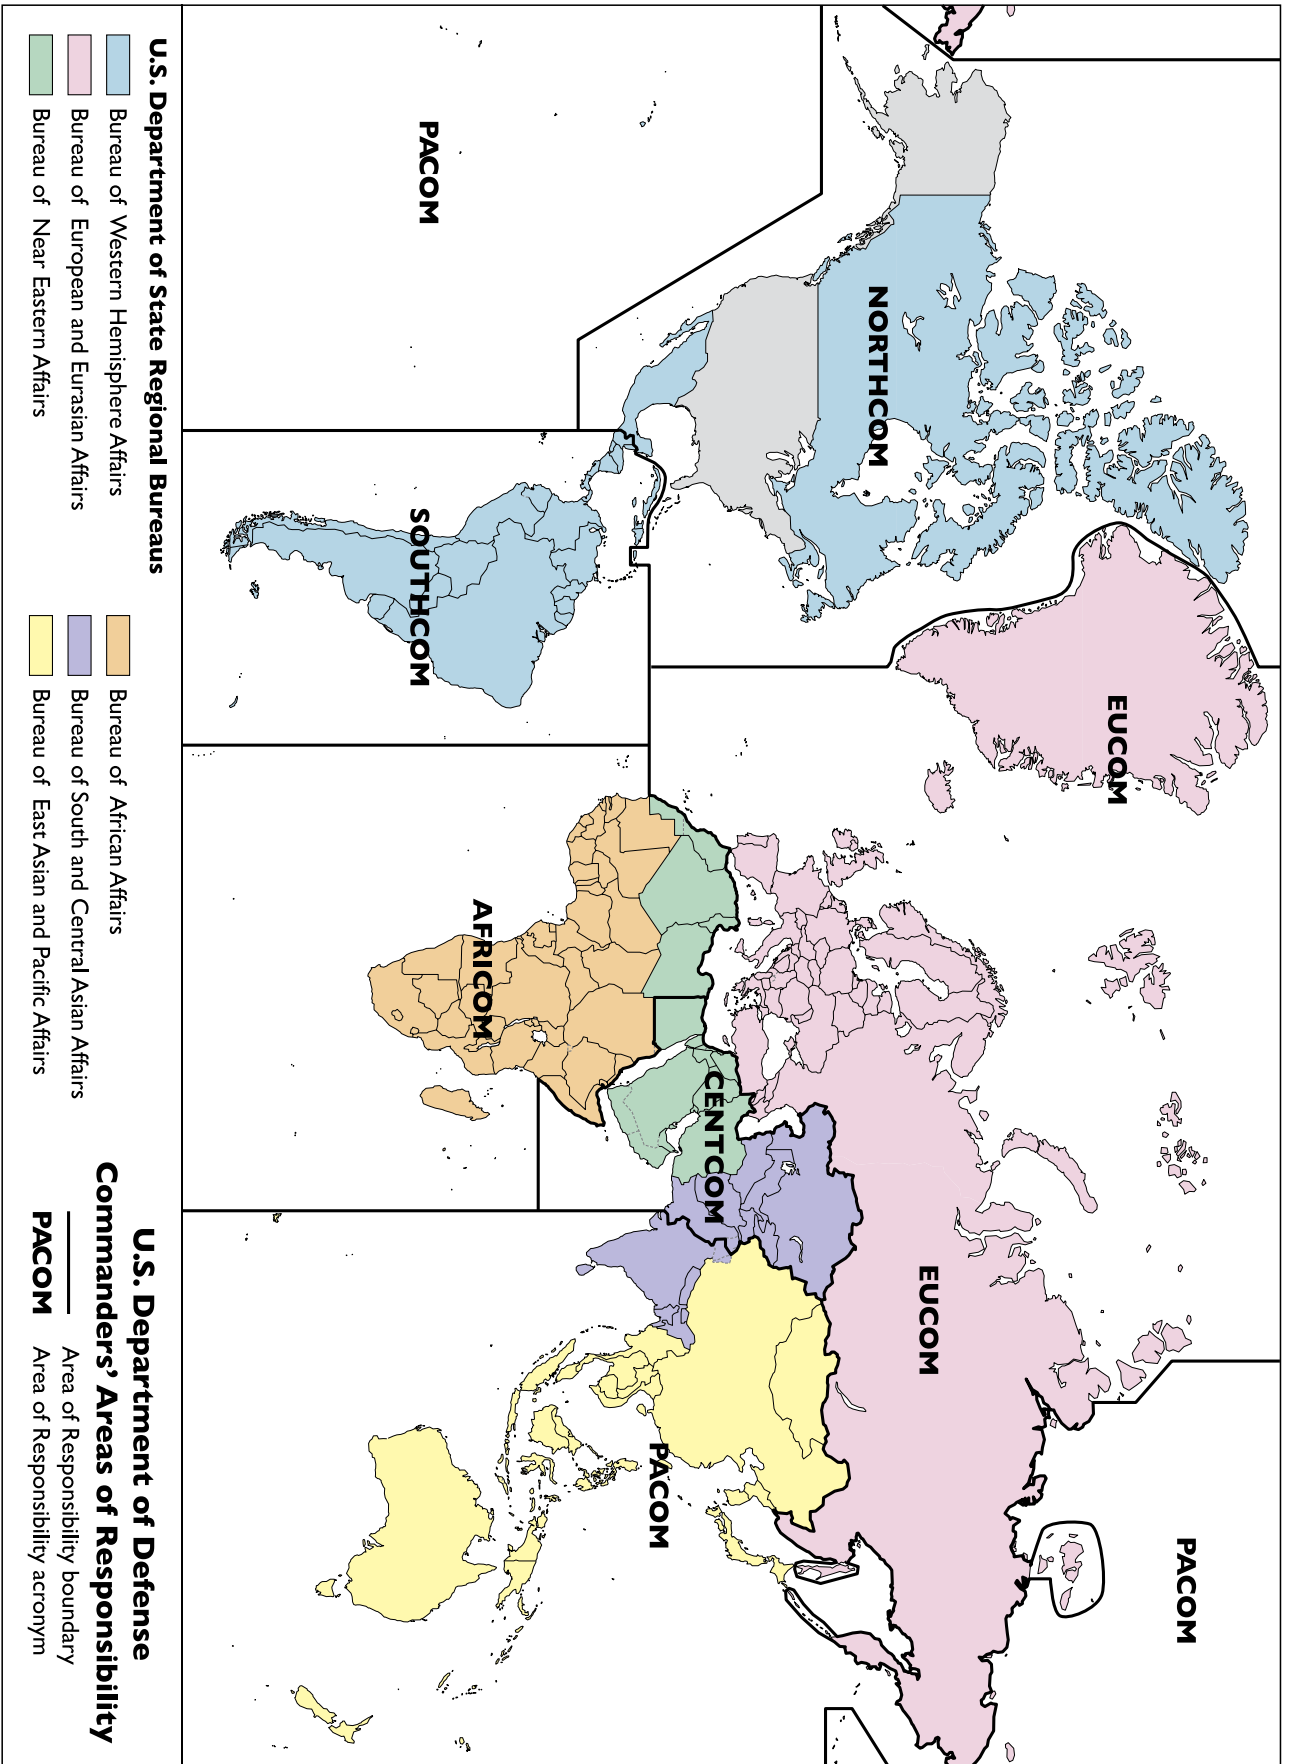 PACOM
NORTHCOM
SOUTHCOM
EUCOM
AFRICOM
CENTCOM
EUCOM
PACOM
PACOM
U.S. Department of State Regional Bureaus
Bureau of Western Hemisphere Affairs
Bureau of European and Eurasian Affairs
Bureau of Near Eastern Affairs
Bureau of African Affairs
Bureau of South and Central Asian Affairs
Bureau of East Asian and Pacific Affairs
U.S. Department of Defense
Commanders’ Areas of Responsibility
Area of Responsibility boundary
PACOM Area of Responsibility acronym